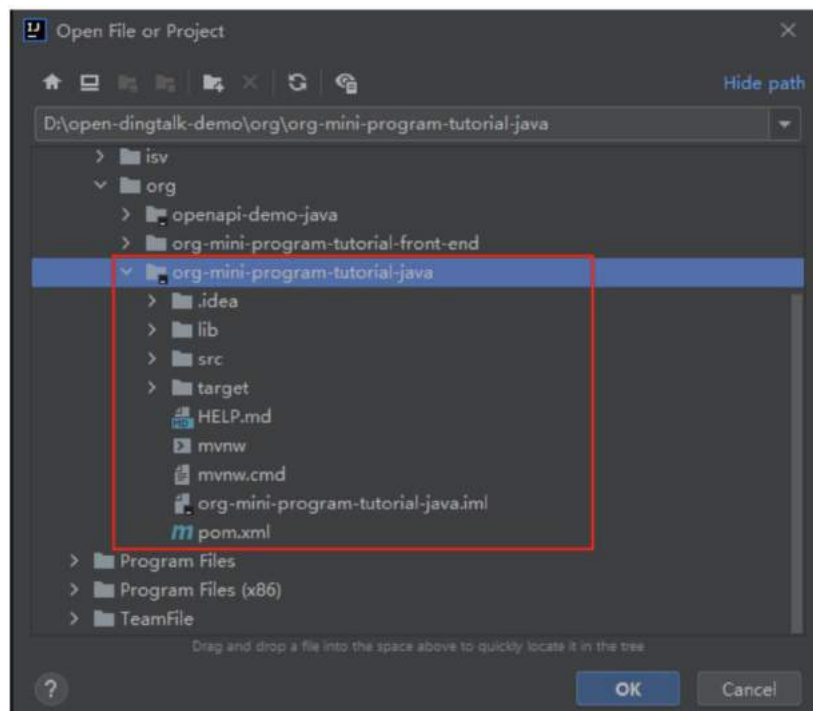 Open File or Project
Hide path
D:\open-dingtalk-demo\org\org-mini-program-tutorial-java
isv
org
openapi-demo-java
org-mini-program-tutorial-front-end
org-mini-program-tutorial-java
.idea
lib
src
target
HELP.md
mvnw
mvnw.cmd
org-mini-program-tutorial-java.iml
pom.xml
Program Files
Program Files (x86)
TeamFile
Drag and drop a file into the space above to quickly locate it in the tree
? OK Cancel